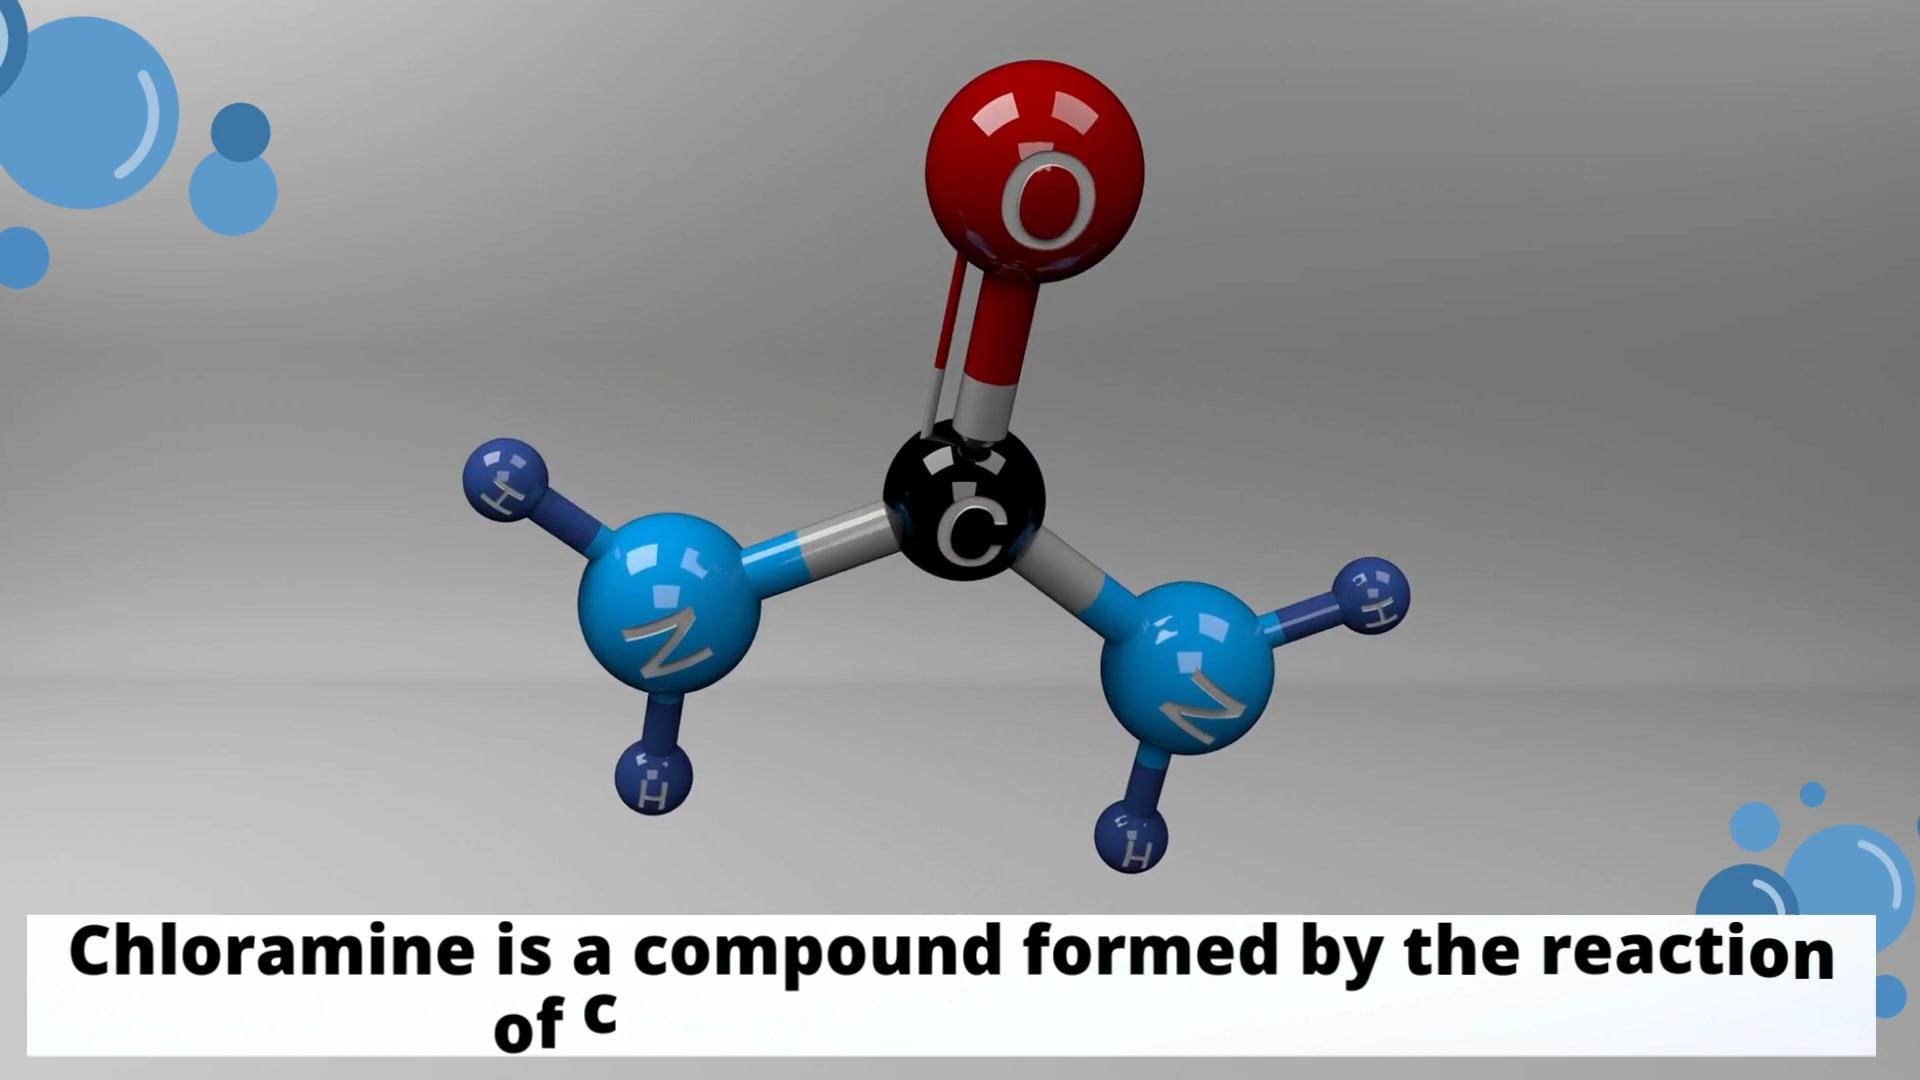 O
C
H
N
H
N
H
H
Chloramine is a compound formed by the reaction
of c